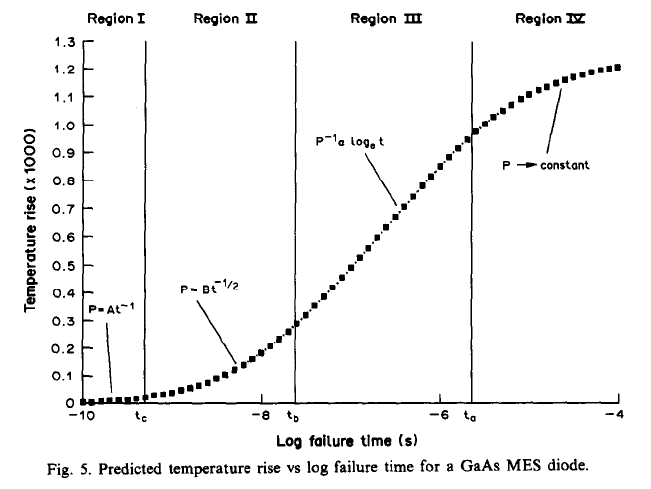 Region I Region II Region III Region IV
1.3
1.2
1.1
1.0
0.9
0.8
0.7
0.6
0.5
0.4
0.3
0.2
0.1
0
Temperature rise (x 1000)
P⁻¹α logₑ t
P → constant
P ~ Bt⁻¹/²
P = At⁻¹
-10 t_c -8 t_b -6 t_a -4
Log failure time (s)
Fig. 5. Predicted temperature rise vs log failure time for a GaAs MES diode.